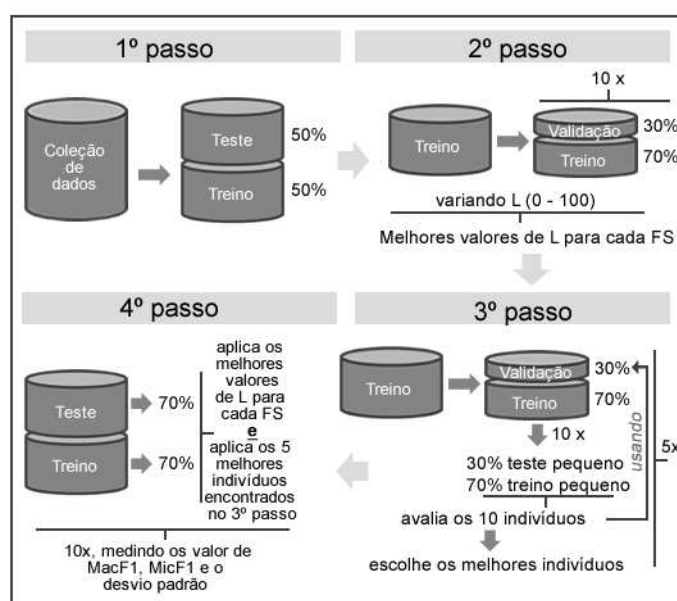 1º passo
Coleção
de
dados
Teste
50%
Treino
50%
2º passo
10 x
Treino
Validação
30%
Treino
70%
variando L (0 - 100)
Melhores valores de L para cada FS
3º passo
Treino
Validação
30%
Treino
70%
10 x
30% teste pequeno
70% treino pequeno
avalia os 10 indivíduos
escolhe os melhores indivíduos
usando
5x
4º passo
Teste
70%
Treino
70%
aplica os
melhores
valores
de L para
cada FS
e
aplica os 5
melhores
indivíduos
encontrados
no 3º passo
10x, medindo os valor de
MacF1, MicF1 e o
desvio padrão